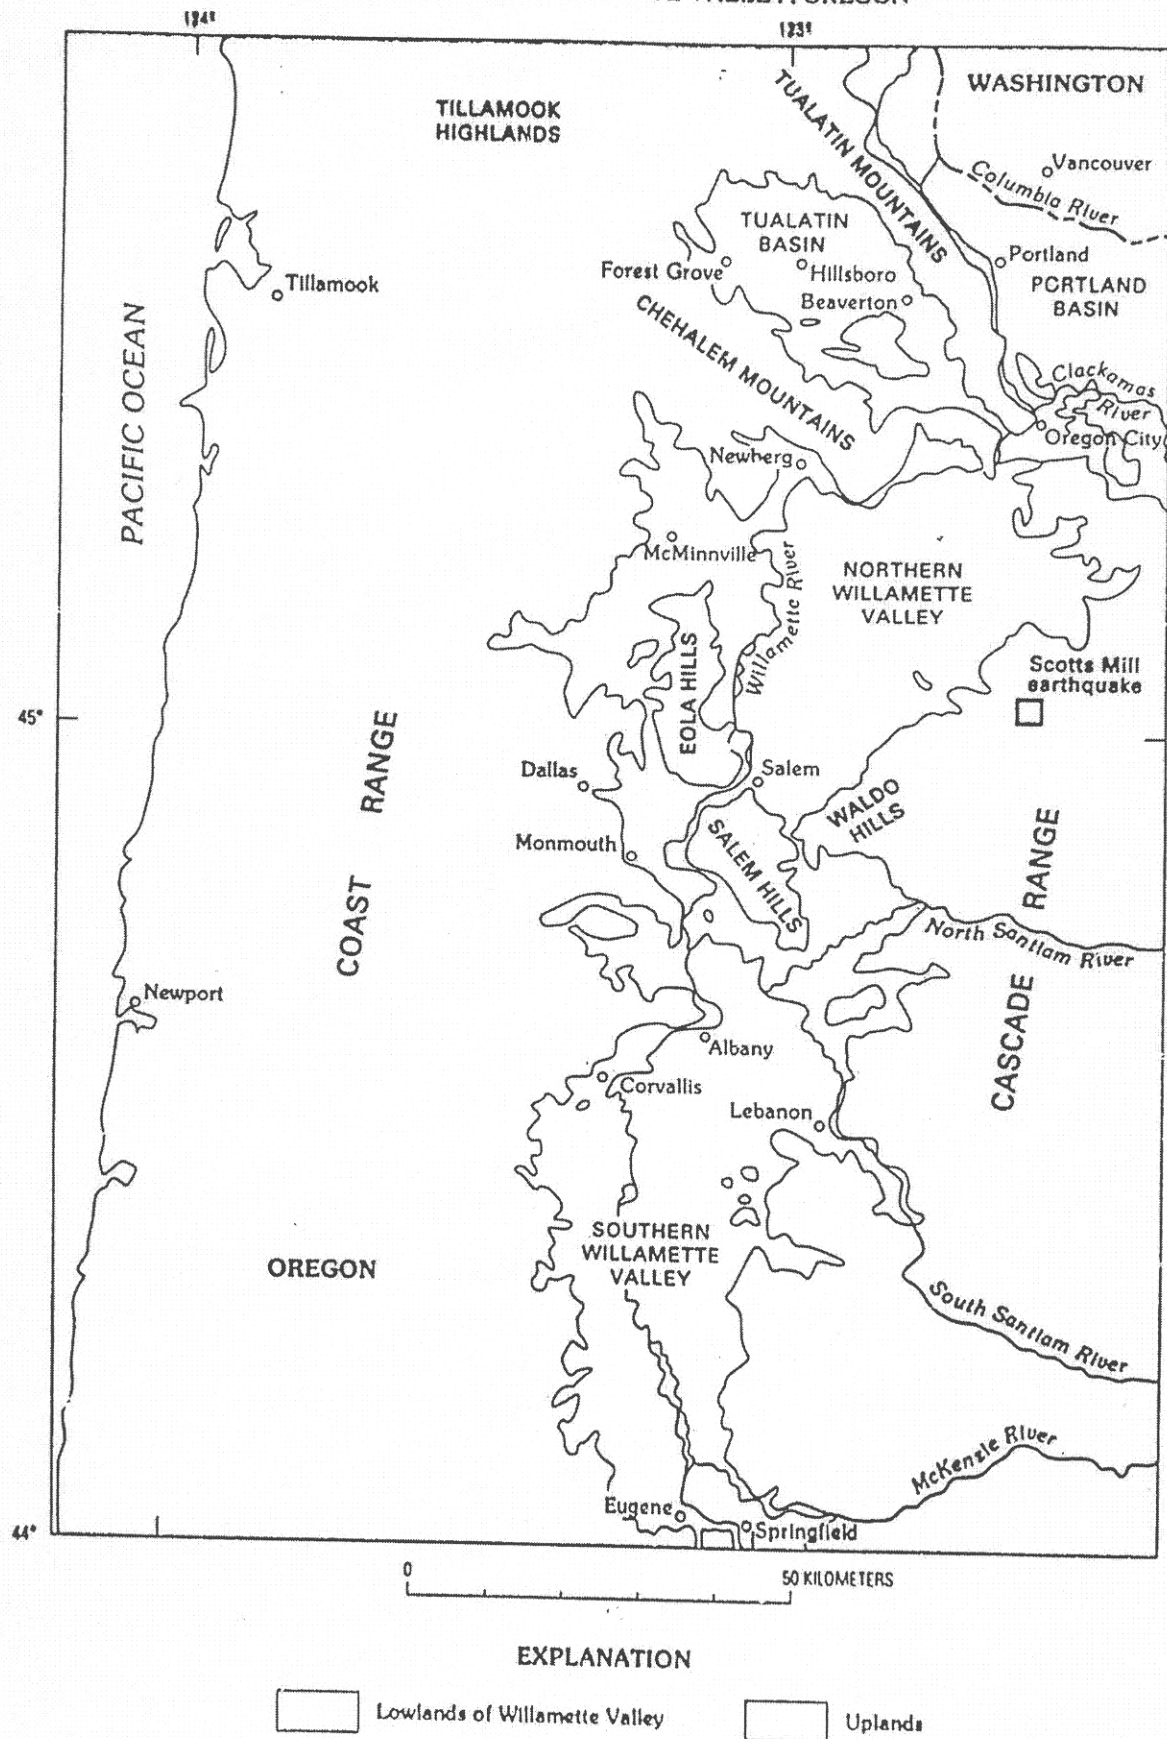 VALLEY, OREGON
124°
123°
WASHINGTON
TILLAMOOK
HIGHLANDS
TUALATIN MOUNTAINS
Vancouver
Columbia River
TUALATIN
BASIN
Portland
Forest Grove
Hillsboro
PORTLAND
BASIN
Beaverton
Tillamook
CHEHALEM MOUNTAINS
PACIFIC OCEAN
Clackamas
River
Oregon City
Newberg
McMinnville
Willamette River
NORTHERN
WILLAMETTE
VALLEY
EOLA HILLS
Scotts Mill
earthquake
45°
COAST RANGE
Dallas
Salem
WALDO
HILLS
Monmouth
SALEM HILLS
CASCADE RANGE
North Santiam River
Newport
Albany
Corvallis
Lebanon
SOUTHERN
WILLAMETTE
VALLEY
OREGON
South Santiam River
McKenzie River
Eugene
Springfield
44°
0
50 KILOMETERS
EXPLANATION
Lowlands of Willamette Valley
Uplands